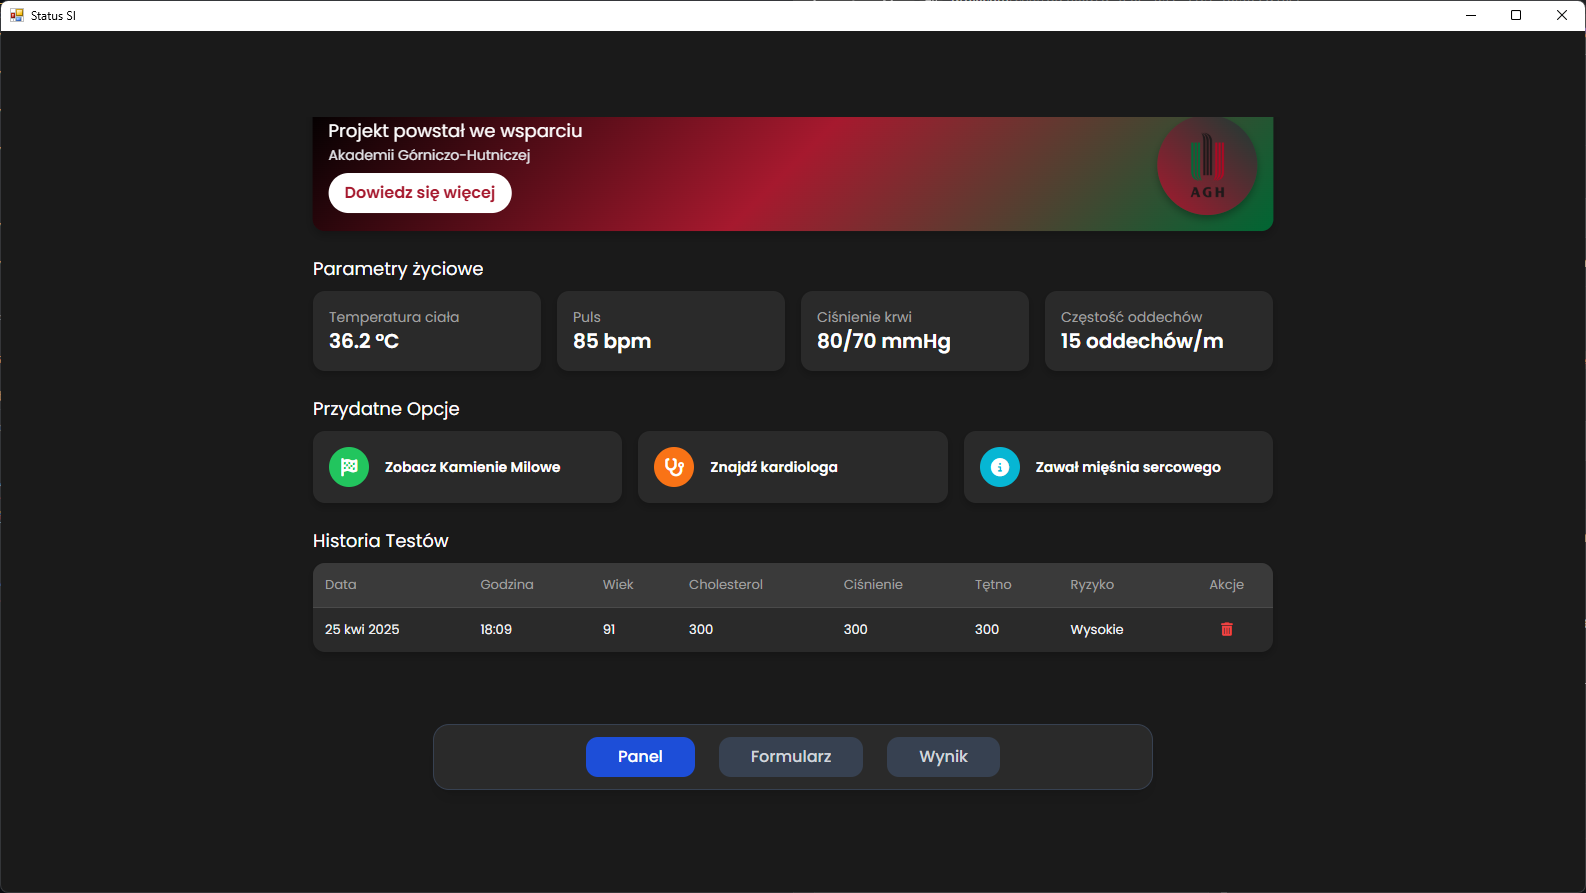 Status SI
Projekt powstał we wsparciu
Akademii Górniczo-Hutniczej
Dowiedz się więcej
AGH
Parametry życiowe
Temperatura ciała
36.2 °C
Puls
85 bpm
Ciśnienie krwi
80/70 mmHg
Częstość oddechów
15 oddechów/m
Przydatne Opcje
Zobacz Kamienie Milowe
Znajdź kardiologa
Zawał mięśnia sercowego
Historia Testów
Data Godzina Wiek Cholesterol Ciśnienie Tętno Ryzyko Akcje
25 kwi 2025 18:09 91 300 300 300 Wysokie
Panel Formularz Wynik